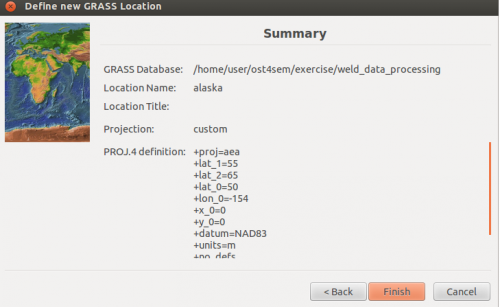 Define new GRASS Location
Summary
GRASS Database: /home/user/ost4sem/exercise/weld_data_processing
Location Name: alaska
Location Title:
Projection: custom
PROJ.4 definition: +proj=aea
+lat_1=55
+lat_2=65
+lat_0=50
+lon_0=-154
+x_0=0
+y_0=0
+datum=NAD83
+units=m
+no_defs
< Back
Finish
Cancel